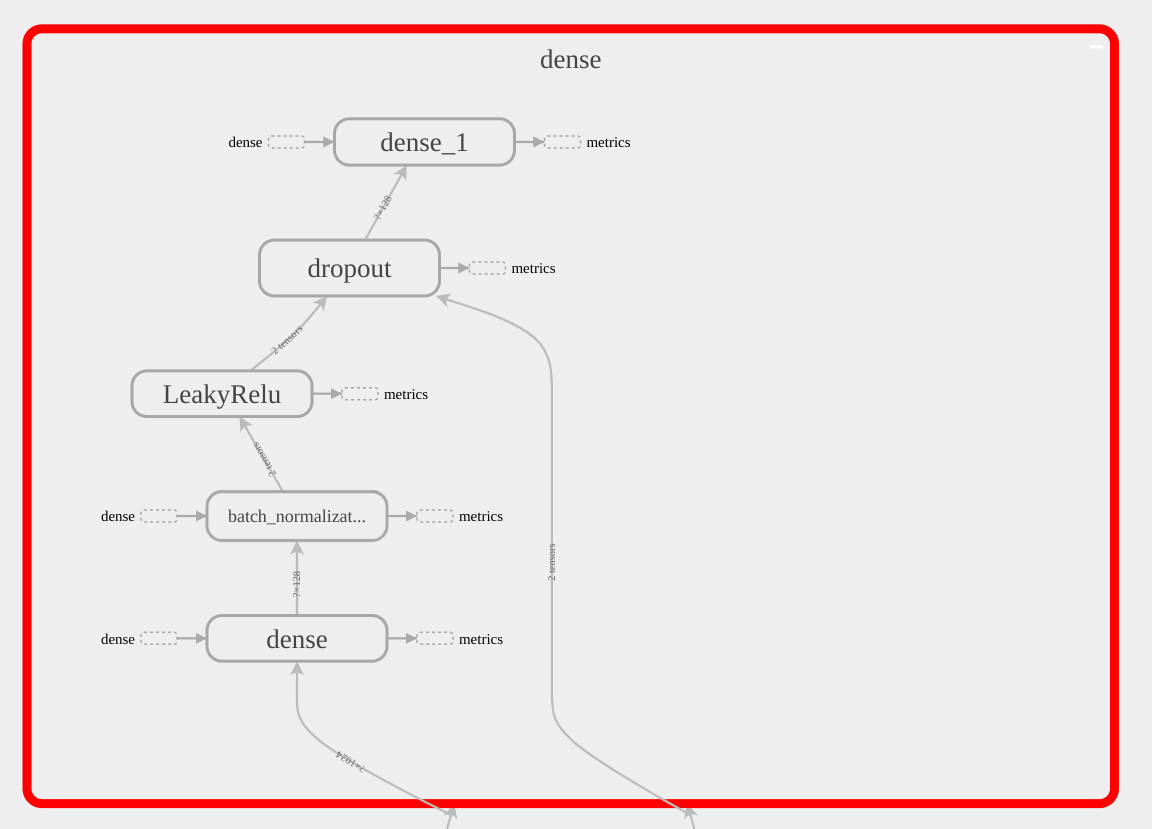 dense
dense
dense_1
metrics
?×128
dropout
metrics
2 tensors
LeakyRelu
metrics
2 tensors
dense
batch_normalizat...
metrics
2 tensors
?×128
dense
dense
metrics
?×1024